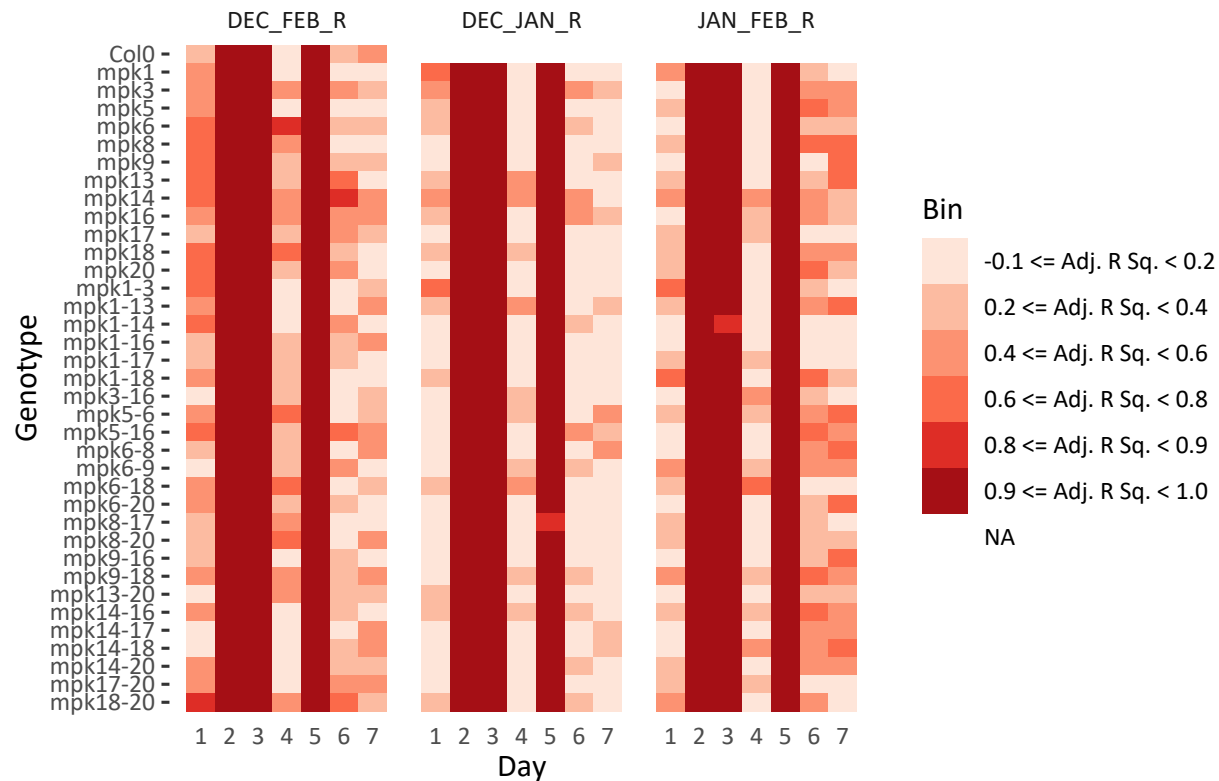 DEC_FEB_R DEC_JAN_R JAN_FEB_R
Genotype
Col0
mpk1
mpk3
mpk5
mpk6
mpk8
mpk9
mpk13
mpk14
mpk16
mpk17
mpk18
mpk20
mpk1-3
mpk1-13
mpk1-14
mpk1-16
mpk1-17
mpk1-18
mpk3-16
mpk5-6
mpk5-16
mpk6-8
mpk6-9
mpk6-18
mpk6-20
mpk8-17
mpk8-20
mpk9-16
mpk9-18
mpk13-20
mpk14-16
mpk14-17
mpk14-18
mpk14-20
mpk17-20
mpk18-20
1 2 3 4 5 6 7 1 2 3 4 5 6 7 1 2 3 4 5 6 7
Day
Bin
-0.1 <= Adj. R Sq. < 0.2
0.2 <= Adj. R Sq. < 0.4
0.4 <= Adj. R Sq. < 0.6
0.6 <= Adj. R Sq. < 0.8
0.8 <= Adj. R Sq. < 0.9
0.9 <= Adj. R Sq. < 1.0
NA